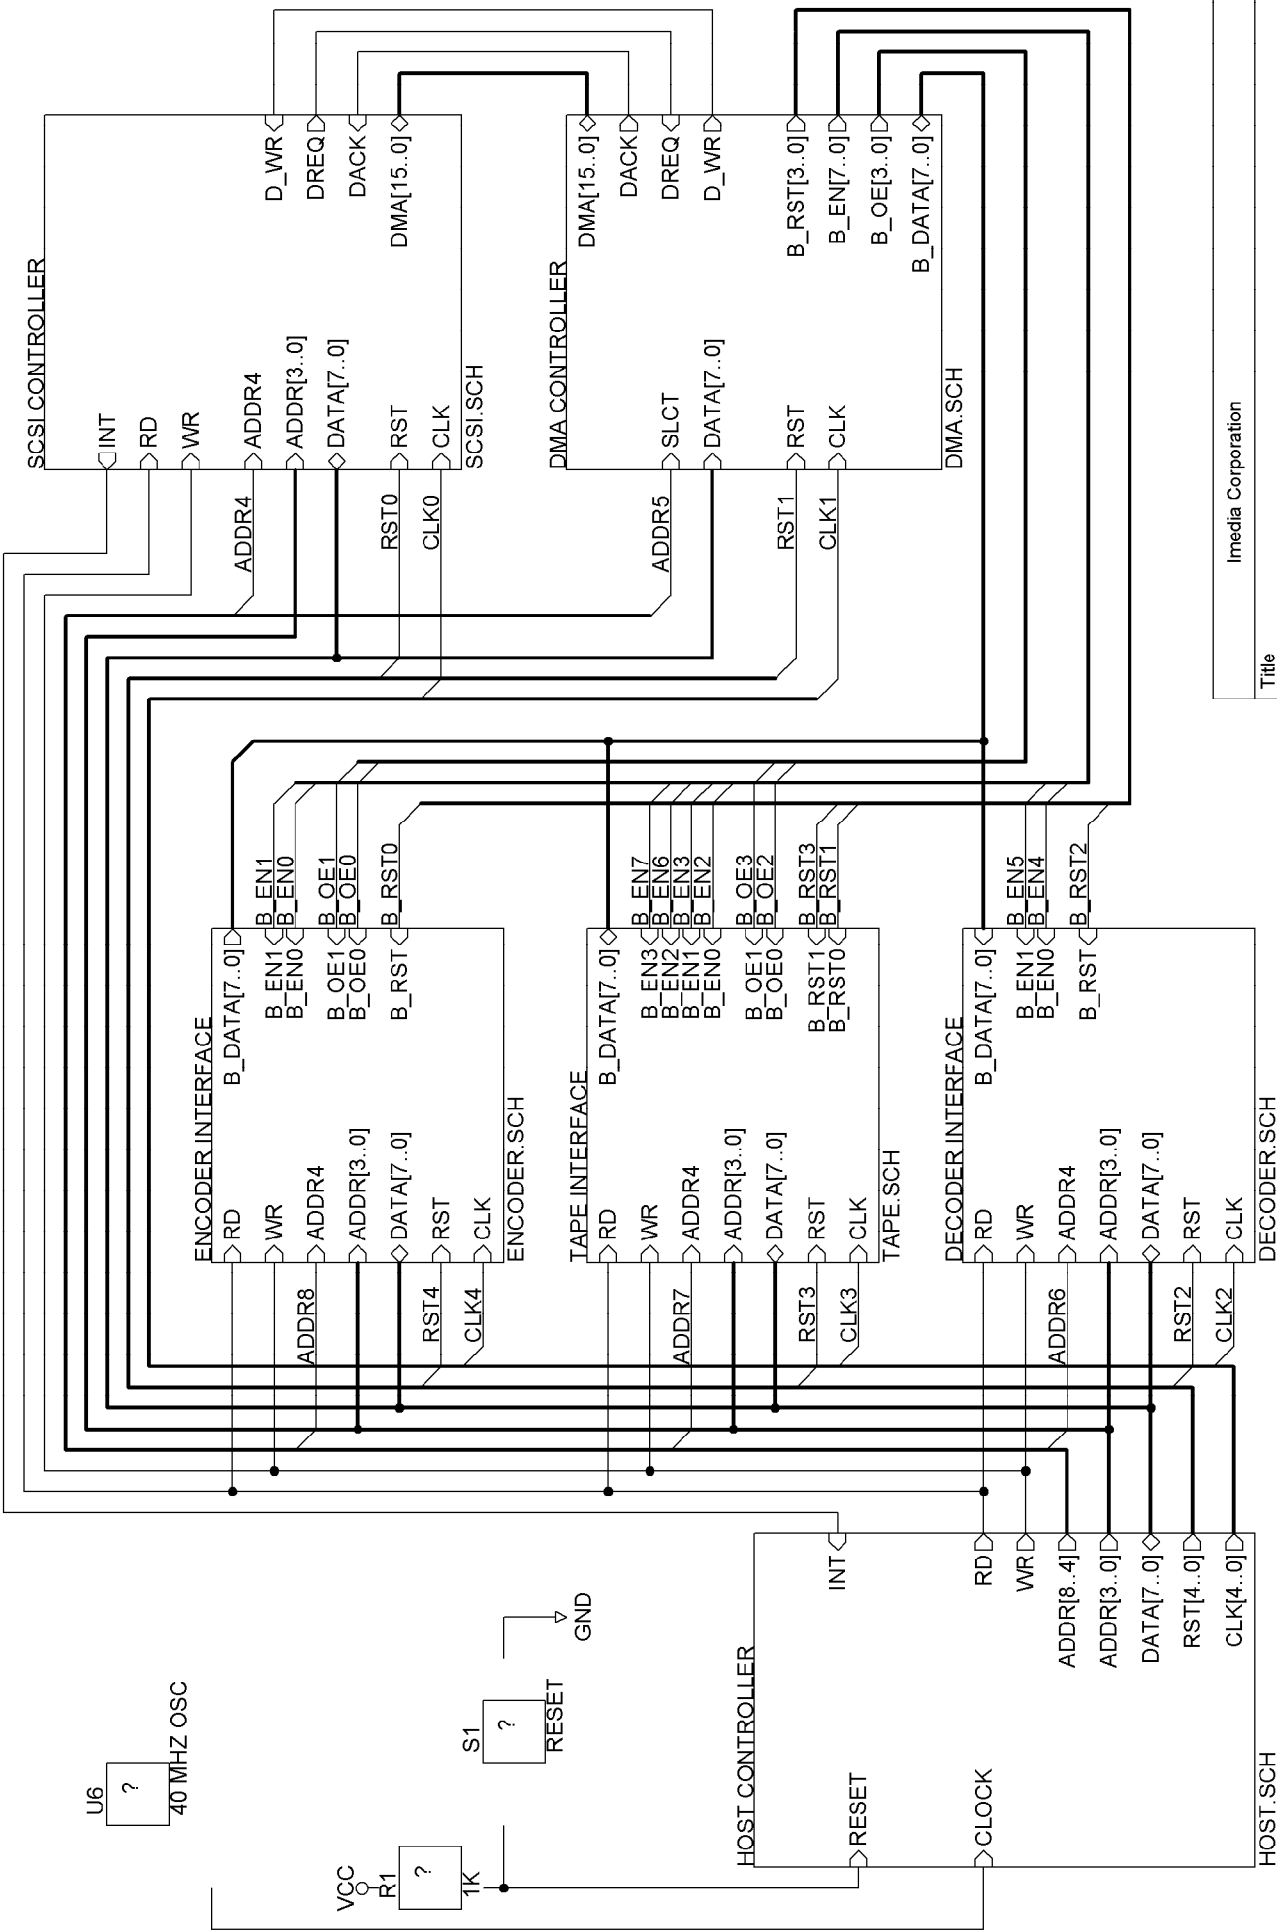 U6
?
40 MHZ OSC
VCC
R1
?
1K
S1
?
RESET
GND
HOST CONTROLLER
RESET
CLOCK
INT
RD
WR
ADDR[8..4]
ADDR[3..0]
DATA[7..0]
RST[4..0]
CLK[4..0]
HOST.SCH
ENCODER INTERFACE
RD
WR
ADDR4
ADDR[3..0]
DATA[7..0]
RST
CLK
ADDR8
RST4
CLK4
B_DATA[7..0]
B_EN1
B_EN0
B_OE1
B_OE0
B_RST
B_EN1
B_EN0
B_OE1
B_OE0
B_RST0
ENCODER.SCH
TAPE INTERFACE
RD
WR
ADDR4
ADDR[3..0]
DATA[7..0]
RST
CLK
ADDR7
RST3
CLK3
B_DATA[7..0]
B_EN3
B_EN2
B_EN1
B_EN0
B_OE1
B_OE0
B_RST1
B_RST0
B_EN7
B_EN6
B_EN3
B_EN2
B_OE3
B_OE2
B_RST3
B_RST1
TAPE.SCH
DECODER INTERFACE
RD
WR
ADDR4
ADDR[3..0]
DATA[7..0]
RST
CLK
ADDR6
RST2
CLK2
B_DATA[7..0]
B_EN1
B_EN0
B_RST
B_EN5
B_EN4
B_RST2
DECODER.SCH
SCSI CONTROLLER
INT
RD
WR
ADDR4
ADDR[3..0]
DATA[7..0]
RST
CLK
ADDR4
RST0
CLK0
D_WR
DREQ
DACK
DMA[15..0]
SCSI.SCH
DMA CONTROLLER
SLCT
DATA[7..0]
RST
CLK
ADDR5
RST1
CLK1
DMA[15..0]
DACK
DREQ
D_WR
B_RST[3..0]
B_EN[7..0]
B_OE[3..0]
B_DATA[7..0]
DMA.SCH
Imedia Corporation
Title